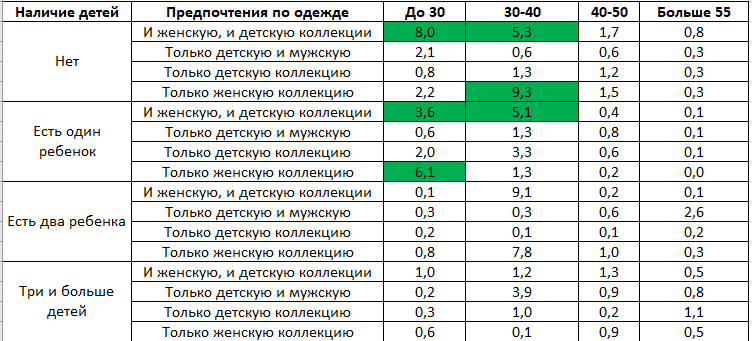 Наличие детей Предпочтения по одежде До 30 30-40 40-50 Больше 55
Нет И женскую, и детскую коллекции 8,0 5,3 1,7 0,8
Только детскую и мужскую 2,1 0,6 0,6 0,3
Только детскую коллекцию 0,8 1,3 1,2 0,3
Только женскую коллекцию 2,2 9,3 1,5 0,3
Есть один ребенок И женскую, и детскую коллекции 3,6 5,1 0,4 0,1
Только детскую и мужскую 0,6 1,3 0,8 0,1
Только детскую коллекцию 2,0 3,3 0,6 0,1
Только женскую коллекцию 6,1 1,3 0,2 0,0
Есть два ребенка И женскую, и детскую коллекции 0,1 9,1 0,2 0,1
Только детскую и мужскую 0,3 0,3 0,6 2,6
Только детскую коллекцию 0,2 0,1 0,1 0,2
Только женскую коллекцию 0,8 7,8 1,0 0,3
Три и больше детей И женскую, и детскую коллекции 1,0 1,2 1,3 0,5
Только детскую и мужскую 0,2 3,9 0,9 0,8
Только детскую коллекцию 0,3 1,0 0,2 1,1
Только женскую коллекцию 0,6 0,1 0,9 0,5